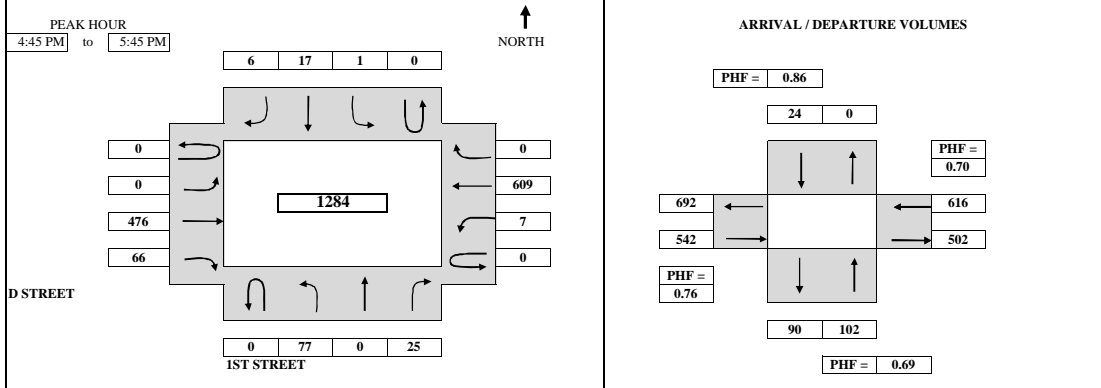 PEAK HOUR
4:45 PM to 5:45 PM
NORTH
6 17 1 0
0 0
0 609
1284
476 7
66 0
D STREET
0 77 0 25
1ST STREET
ARRIVAL / DEPARTURE VOLUMES
PHF = 0.86
24 0
PHF =
0.70
692 616
542 502
PHF =
0.76
90 102
PHF = 0.69